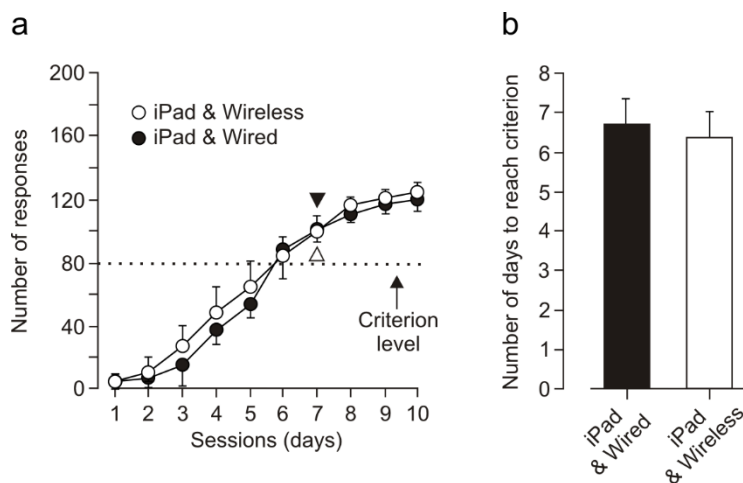 a
Number of responses
200
160
120
80
40
0
iPad & Wireless
iPad & Wired
Criterion
level
1 2 3 4 5 6 7 8 9 10
Sessions (days)
b
Number of days to reach criterion
8
7
6
5
4
3
2
1
0
iPad
& Wired
iPad
& Wireless